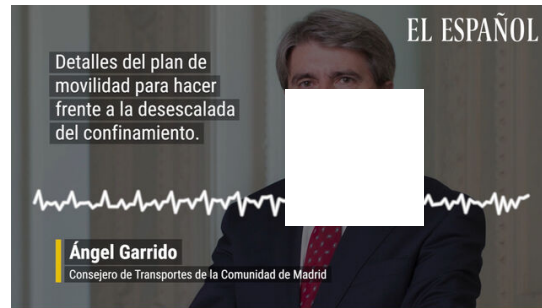 EL ESPAÑOL
Detalles del plan de
movilidad para hacer
frente a la desescalada
del confinamiento.
Ángel Garrido
Consejero de Transportes de la Comunidad de Madrid